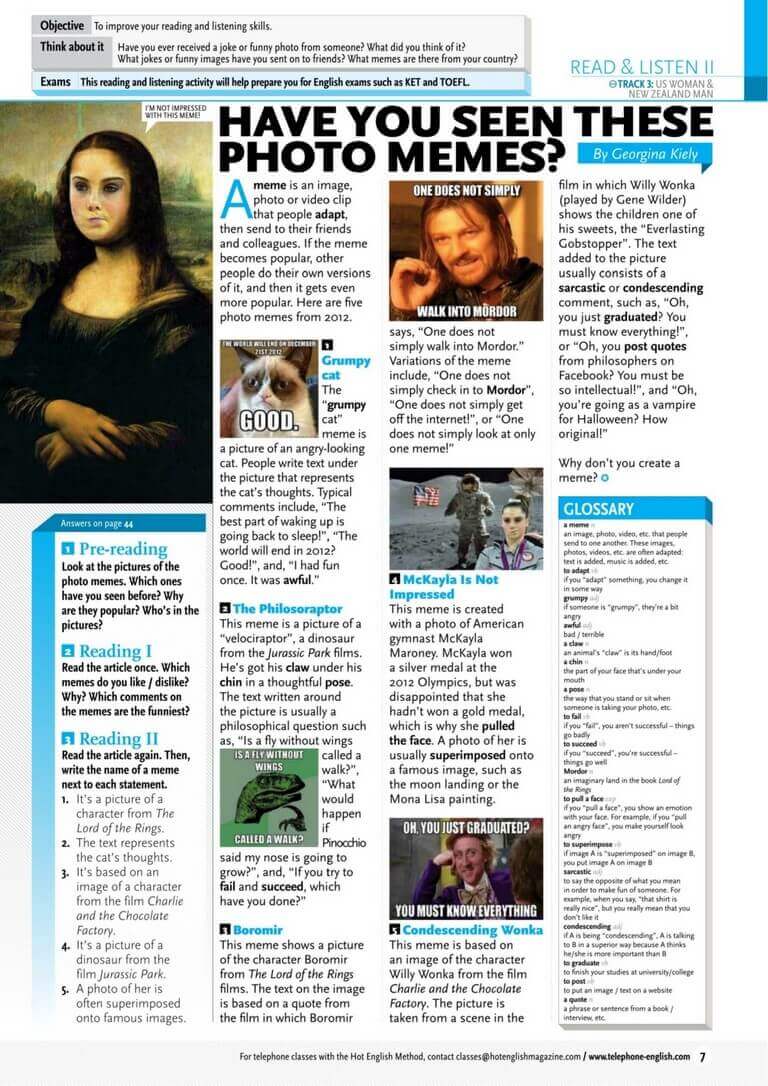 Objective To improve your reading and listening skills.
Think about it Have you ever received a joke or funny photo from someone? What did you think of it?
What jokes or funny images have you sent on to friends? What memes are there from your country?
Exams This reading and listening activity will help prepare you for English exams such as KET and TOEFL.
READ & LISTEN II
TRACK 3: US WOMAN &
NEW ZEALAND MAN
I'M NOT IMPRESSED
WITH THIS MEME!
HAVE YOU SEEN THESE
PHOTO MEMES?
By Georgina Kiely
Answers on page 44
1 Pre-reading
Look at the pictures of the
photo memes. Which ones
have you seen before? Why
are they popular? Who's in the
pictures?
2 Reading I
Read the article once. Which
memes do you like / dislike?
Why? Which comments on
the memes are the funniest?
3 Reading II
Read the article again. Then,
write the name of a meme
next to each statement.
1. It's a picture of a
character from The
Lord of the Rings.
2. The text represents
the cat's thoughts.
3. It's based on an
image of a character
from the film Charlie
and the Chocolate
Factory.
4. It's a picture of a
dinosaur from the
film Jurassic Park.
5. A photo of her is
often superimposed
onto famous images.
A meme is an image,
photo or video clip
that people adapt,
then send to their friends
and colleagues. If the meme
becomes popular, other
people do their own versions
of it, and then it gets even
more popular. Here are five
photo memes from 2012.
THE WORLD WILL END ON DECEMBER
21ST 2012
GOOD.
1
Grumpy
cat
The
"grumpy
cat"
meme is
a picture of an angry-looking
cat. People write text under
the picture that represents
the cat's thoughts. Typical
comments include, "The
best part of waking up is
going back to sleep!", "The
world will end in 2012?
Good!", and, "I had fun
once. It was awful."
2 The Philosoraptor
This meme is a picture of a
"velociraptor", a dinosaur
from the Jurassic Park films.
He's got his claw under his
chin in a thoughtful pose.
The text written around
the picture is usually a
philosophical question such
as, "Is a fly without wings
called a
walk?",
"What
would
happen
if
Pinocchio
IS A FLY WITHOUT
WINGS
CALLED A WALK?
said my nose is going to
grow?", and, "If you try to
fail and succeed, which
have you done?"
3 Boromir
This meme shows a picture
of the character Boromir
from The Lord of the Rings
films. The text on the image
is based on a quote from
the film in which Boromir
ONE DOES NOT SIMPLY
WALK INTO MORDOR
says, "One does not
simply walk into Mordor."
Variations of the meme
include, "One does not
simply check in to Mordor",
"One does not simply get
off the internet!", or "One
does not simply look at only
one meme!"
4 McKayla Is Not
Impressed
This meme is created
with a photo of American
gymnast McKayla
Maroney. McKayla won
a silver medal at the
2012 Olympics, but was
disappointed that she
hadn't won a gold medal,
which is why she pulled
the face. A photo of her is
usually superimposed onto
a famous image, such as
the moon landing or the
Mona Lisa painting.
OH, YOU JUST GRADUATED?
YOU MUST KNOW EVERYTHING
5 Condescending Wonka
This meme is based on
an image of the character
Willy Wonka from the film
Charlie and the Chocolate
Factory. The picture is
taken from a scene in the
film in which Willy Wonka
(played by Gene Wilder)
shows the children one of
his sweets, the "Everlasting
Gobstopper". The text
added to the picture
usually consists of a
sarcastic or condescending
comment, such as, "Oh,
you just graduated? You
must know everything!",
or "Oh, you post quotes
from philosophers on
Facebook? You must be
so intellectual!", and "Oh,
you're going as a vampire
for Halloween? How
original!"
Why don't you create a
meme?
GLOSSARY
a meme n
an image, photo, video, etc. that people
send to one another. These images,
photos, videos, etc. are often adapted:
text is added, music is added, etc.
to adapt vb
if you "adapt" something, you change it
in some way
grumpy adj
if someone is "grumpy", they're a bit
angry
awful adj
bad / terrible
a claw n
an animal's "claw" is its hand/foot
a chin n
the part of your face that's under your
mouth
a pose n
the way that you stand or sit when
someone is taking your photo, etc.
to fail vb
if you "fail", you aren't successful – things
go badly
to succeed vb
if you "succeed", you're successful –
things go well
Mordor n
an imaginary land in the book Lord of
the Rings
to pull a face exp
if you "pull a face", you show an emotion
with your face. For example, if you "pull
an angry face", you make yourself look
angry
to superimpose vb
if image A is "superimposed" on image B,
you put image A on image B
sarcastic adj
to say the opposite of what you mean
in order to make fun of someone. For
example, when you say, "that shirt is
really nice", but you really mean that you
don't like it
condescending adj
if A is being "condescending", A is talking
to B in a superior way because A thinks
he/she is more important than B
to graduate vb
to finish your studies at university/college
to post vb
to put an image / text on a website
a quote n
a phrase or sentence from a book /
interview, etc.
For telephone classes with the Hot English Method, contact classes@hotenglishmagazine.com / www.telephone-english.com 7